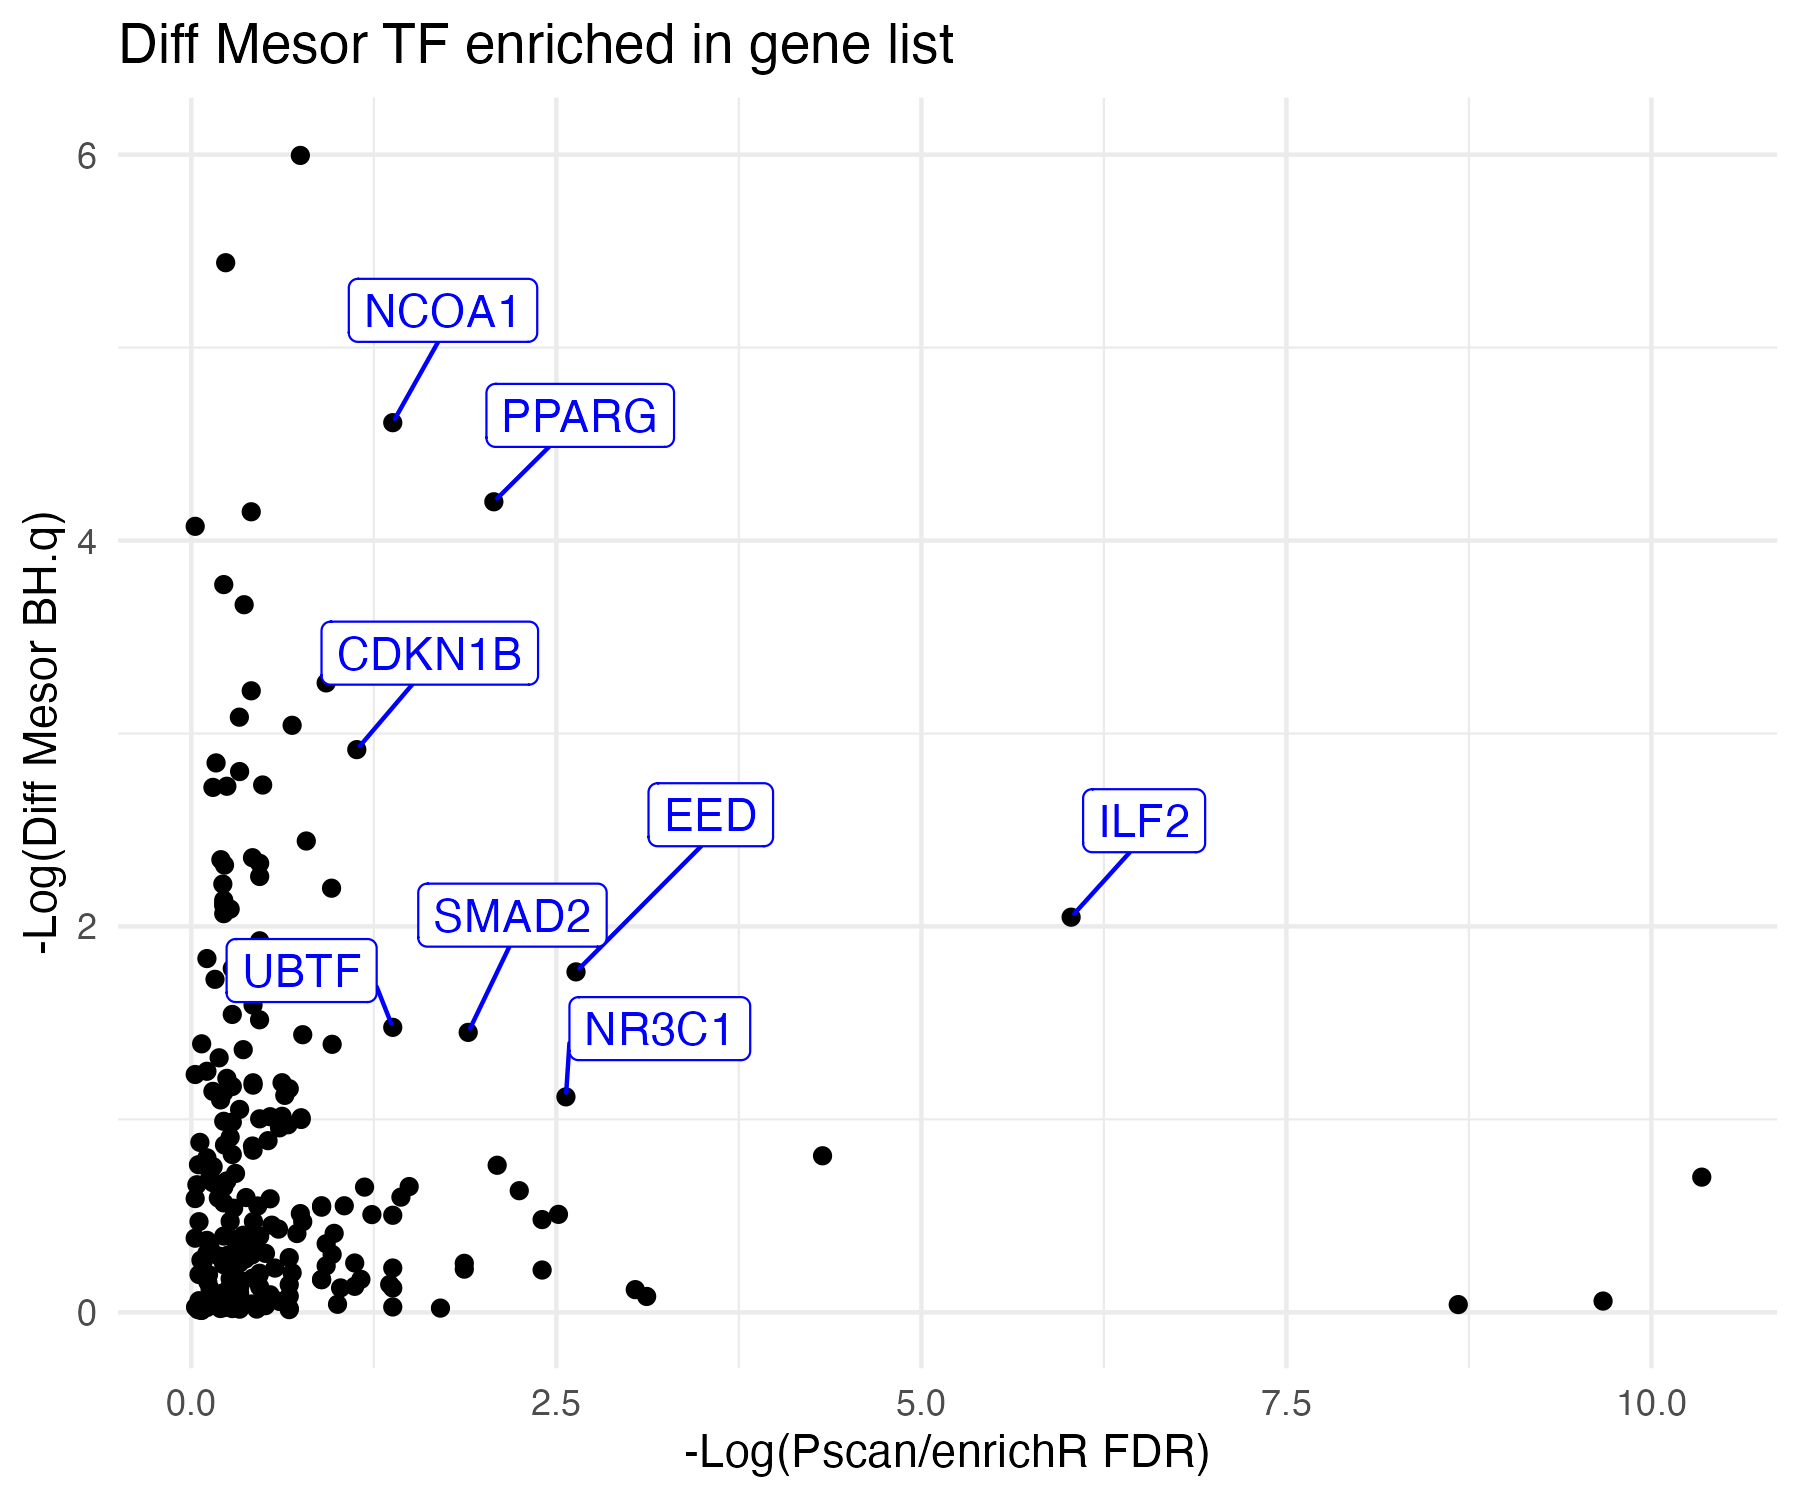 Diff Mesor TF enriched in gene list
-Log(Diff Mesor BH.q)
6
4
2
0
NCOA1
PPARG
CDKN1B
EED
ILF2
SMAD2
UBTF
NR3C1
0.0
2.5
5.0
7.5
10.0
-Log(Pscan/enrichR FDR)